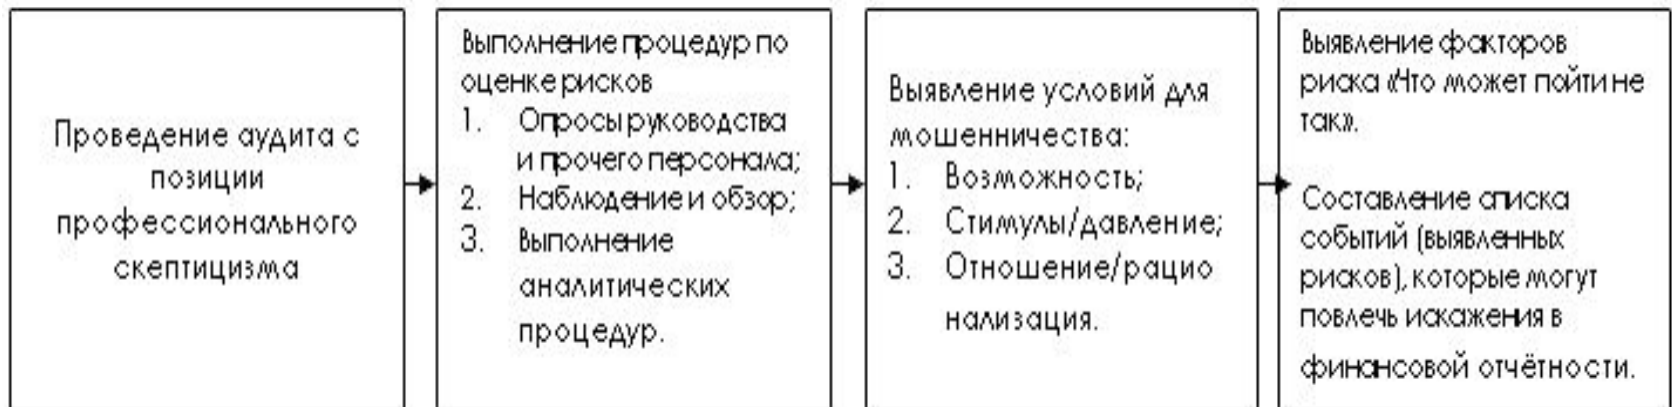 Проведение аудита с
позиции
профессионального
скептицизма
Выполнение процедур по
оценке рисков
1. Опросы руководства
и прочего персонала;
2. Наблюдение и обзор;
3. Выполнение
аналитических
процедур.
Выявление условий для
мошенничества:
1. Возможность;
2. Стимулы/давление;
3. Отношение/рацио
нализация.
Выявление факторов
риска «Что может пойти не
так».
Составление списка
событий (выявленных
рисков), которые могут
повлечь искажения в
финансовой отчётности.